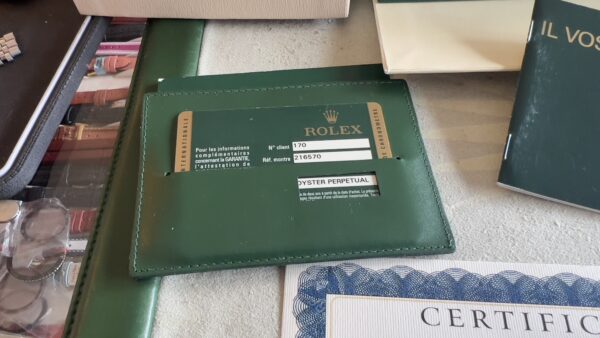 IL VOS
ROLEX
N° client 170
Réf. montre 216570
Pour les informations
complémentaires
concernant la GARANTIE,
l'attestation de
OYSTER PERPETUAL
CERTIFIC